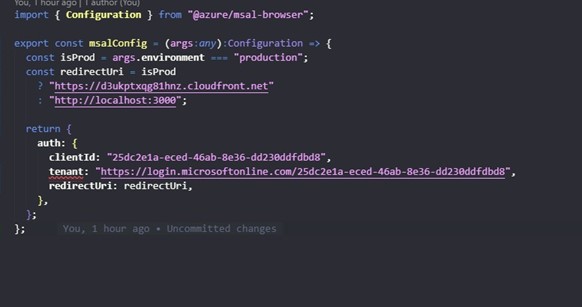 You, 1 hour ago | 1 author (You)
import { Configuration } from "@azure/msal-browser";
export const msalConfig = (args:any):Configuration => {
const isProd = args.environment === "production";
const redirectUri = isProd
? "https://d3ukptxqg81hnz.cloudfront.net"
: "http://localhost:3000";
return {
auth: {
clientId: "25dc2e1a-eced-46ab-8e36-dd230ddfdbd8",
tenant: "https://login.microsoftonline.com/25dc2e1a-eced-46ab-8e36-dd230ddfdbd8",
redirectUri: redirectUri,
},
};
}; You, 1 hour ago • Uncommitted changes